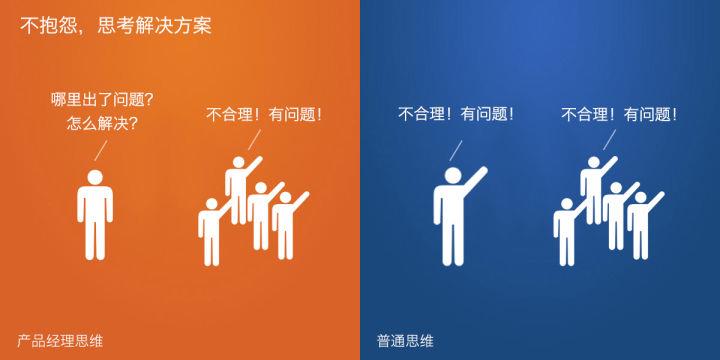 不抱怨，思考解决方案
哪里出了问题？
怎么解决？
不合理！有问题！
产品经理思维
不合理！有问题！
不合理！有问题！
普通思维